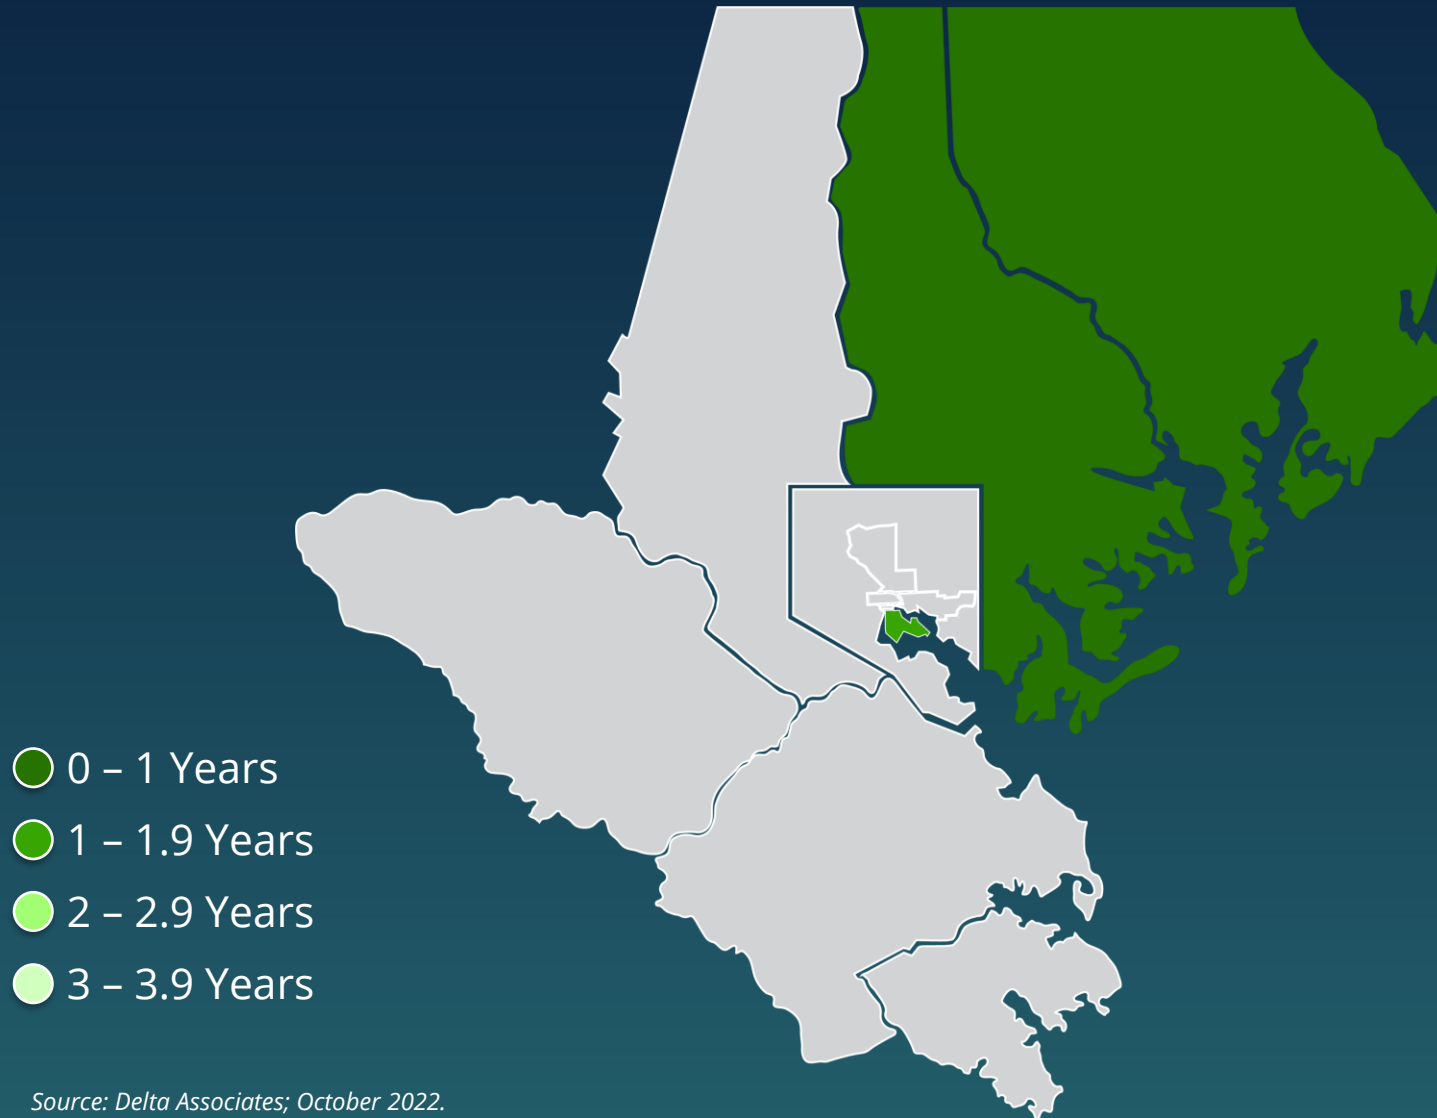 0 – 1 Years
1 – 1.9 Years
2 – 2.9 Years
3 – 3.9 Years
Source: Delta Associates; October 2022.